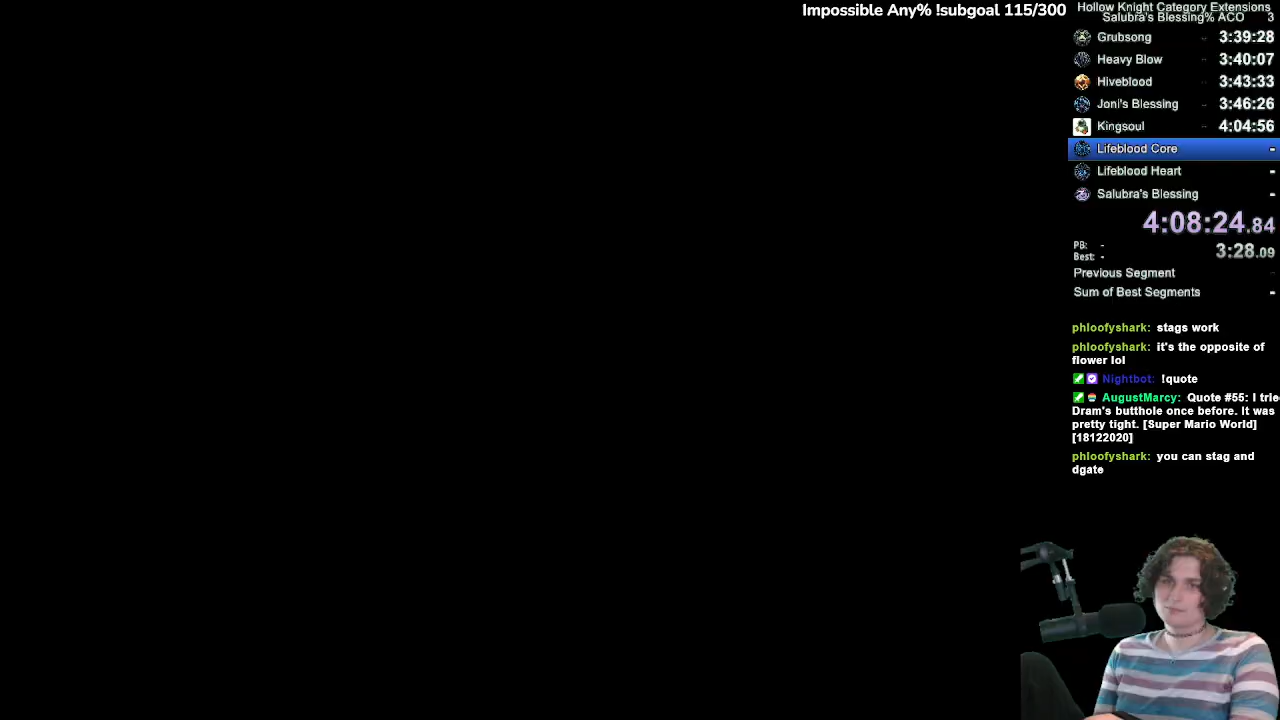 Impossible Any% !subgoal 115/300
Hollow Knight Category Extensions
Salubra's Blessing% ACO 3
Grubsong - 3:39:28
Heavy Blow - 3:40:07
Hiveblood - 3:43:33
Joni's Blessing - 3:46:26
Kingsoul - 4:04:56
Lifeblood Core -
Lifeblood Heart -
Salubra's Blessing -
4:08:24.84
PB: -
Best: - 3:28.09
Previous Segment -
Sum of Best Segments -
phloofyshark: stags work
phloofyshark: it's the opposite of
flower lol
Nightbot: !quote
AugustMarcy: Quote #55: I trie
Dram's butthole once before. It was
pretty tight. [Super Mario World]
[18122020]
phloofyshark: you can stag and
dgate